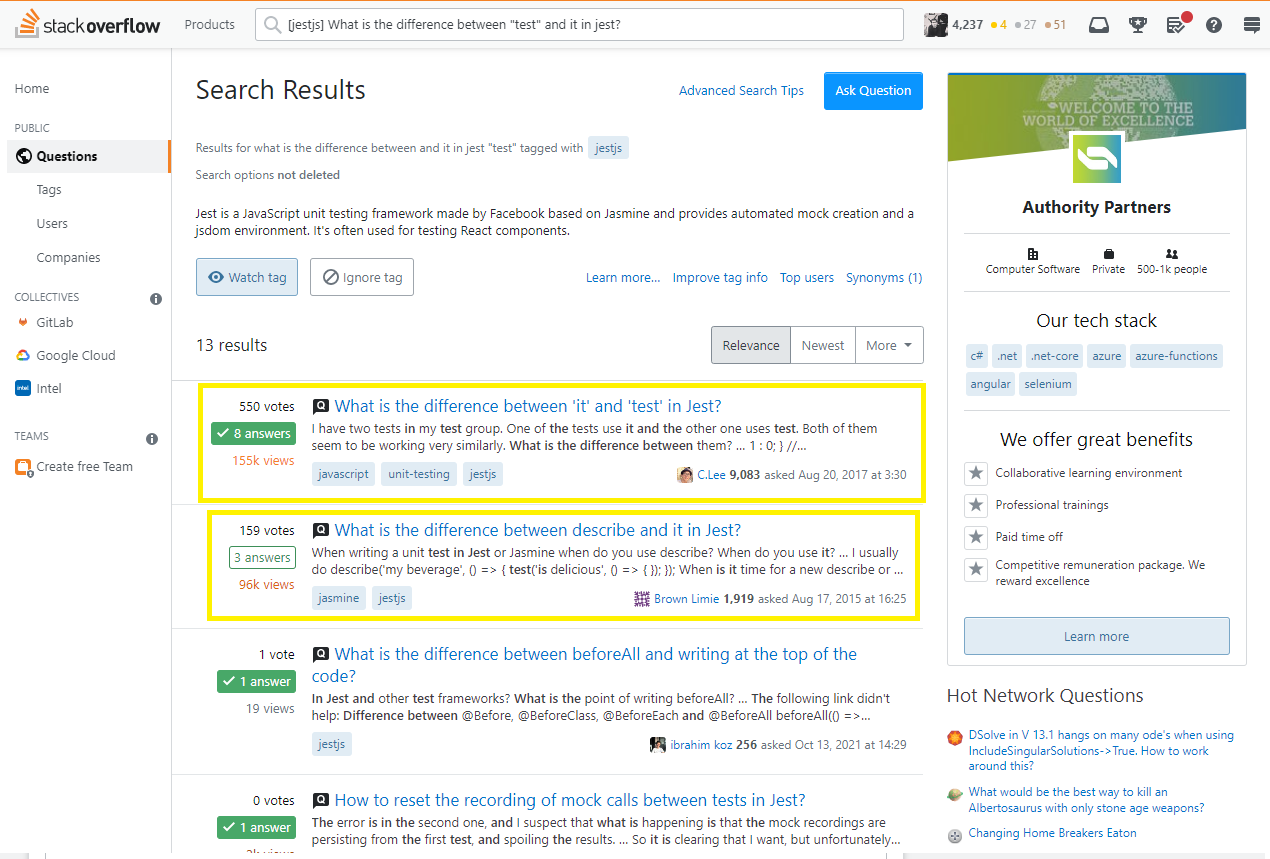 stackoverflow
Products
[jestjs] What is the difference between "test" and it in jest?
4,237 4 27 51
Home
PUBLIC
Questions
Tags
Users
Companies
COLLECTIVES
GitLab
Google Cloud
intel
Intel
TEAMS
Create free Team
Search Results
Advanced Search Tips
Ask Question
Results for what is the difference between and it in jest "test" tagged with jestjs
Search options not deleted
Jest is a JavaScript unit testing framework made by Facebook based on Jasmine and provides automated mock creation and a
jsdom environment. It's often used for testing React components.
Watch tag
Ignore tag
Learn more... Improve tag info Top users Synonyms (1)
13 results
Relevance Newest More
550 votes
8 answers
155k views
Q What is the difference between 'it' and 'test' in Jest?
I have two tests in my test group. One of the tests use it and the other one uses test. Both of them
seem to be working very similarly. What is the difference between them? ... 1 : 0; } //...
javascript unit-testing jestjs
C.Lee 9,083 asked Aug 20, 2017 at 3:30
159 votes
3 answers
96k views
Q What is the difference between describe and it in Jest?
When writing a unit test in Jest or Jasmine when do you use describe? When do you use it? ... I usually
do describe('my beverage', () => { test('is delicious', () => { }); }); When is it time for a new describe or ...
jasmine jestjs
Brown Limie 1,919 asked Aug 17, 2015 at 16:25
1 vote
1 answer
19 views
Q What is the difference between beforeAll and writing at the top of the
code?
In Jest and other test frameworks? What is the point of writing beforeAll? ... The following link didn't
help: Difference between @Before, @BeforeClass, @BeforeEach and @BeforeAll beforeAll(() =>...
jestjs
ibrahim koz 256 asked Oct 13, 2021 at 14:29
0 votes
1 answer
Q How to reset the recording of mock calls between tests in Jest?
The error is in the second one, and I suspect that what is happening is that the mock recordings are
persisting from the first test, and spoiling the results. ... So it is clearing that I want, but unfortunately...
WELCOME TO THE
WORLD OF EXCELLENCE
Authority Partners
Computer Software Private 500-1k people
Our tech stack
c# .net .net-core azure azure-functions
angular selenium
We offer great benefits
Collaborative learning environment
Professional trainings
Paid time off
Competitive remuneration package. We
reward excellence
Learn more
Hot Network Questions
DSolve in V 13.1 hangs on many ode's when using
IncludeSingularSolutions->True. How to work
around this?
What would be the best way to kill an
Albertosaurus with only stone age weapons?
Changing Home Breakers Eaton